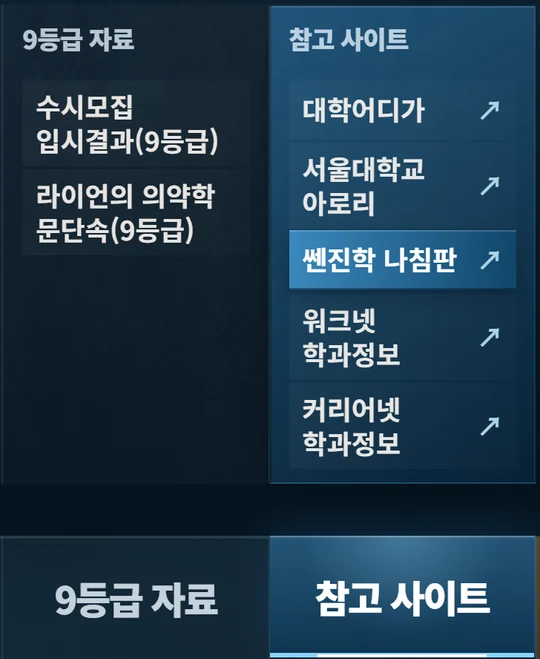 9등급 자료
수시모집
입시결과(9등급)
라이언의 의약학
문단속(9등급)
참고 사이트
대학어디가 ↗
서울대학교
아로리 ↗
쎈진학 나침판 ↗
워크넷
학과정보 ↗
커리어넷
학과정보 ↗
9등급 자료
참고 사이트